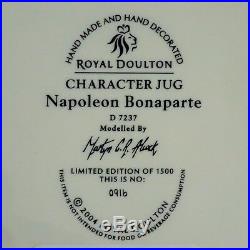 HAND MADE AND HAND DECORATED
ROYAL DOULTON
CHARACTER JUG
Napoleon Bonaparte
D 7237
Modelled By
LIMITED EDITION OF 1500
THIS IS NO:
0916
© 2004 ROYAL DOULTON
THIS ITEM IS NOT INTENDED FOR FOOD OR BEVERAGE CONSUMPTION